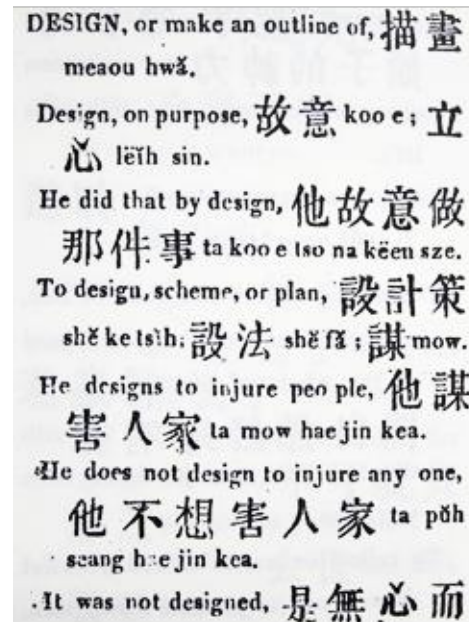 DESIGN, or make an outline of, 描畫
meaou hwă.
Design, on purpose, 故意 koo e; 立
心 leĭh sin.
He did that by design, 他故意做
那件事 ta koo e tso na këen sze.
To design, scheme, or plan, 設計策
shĕ ke tsĭh, 設法 shĕ fă; 謀 mow.
He designs to injure peo ple, 他謀
害人家 ta mow hae jin kea.
He does not design to injure any one,
他不想害人家 ta pŭh
seang hae jin kea.
It was not designed, 是無心而